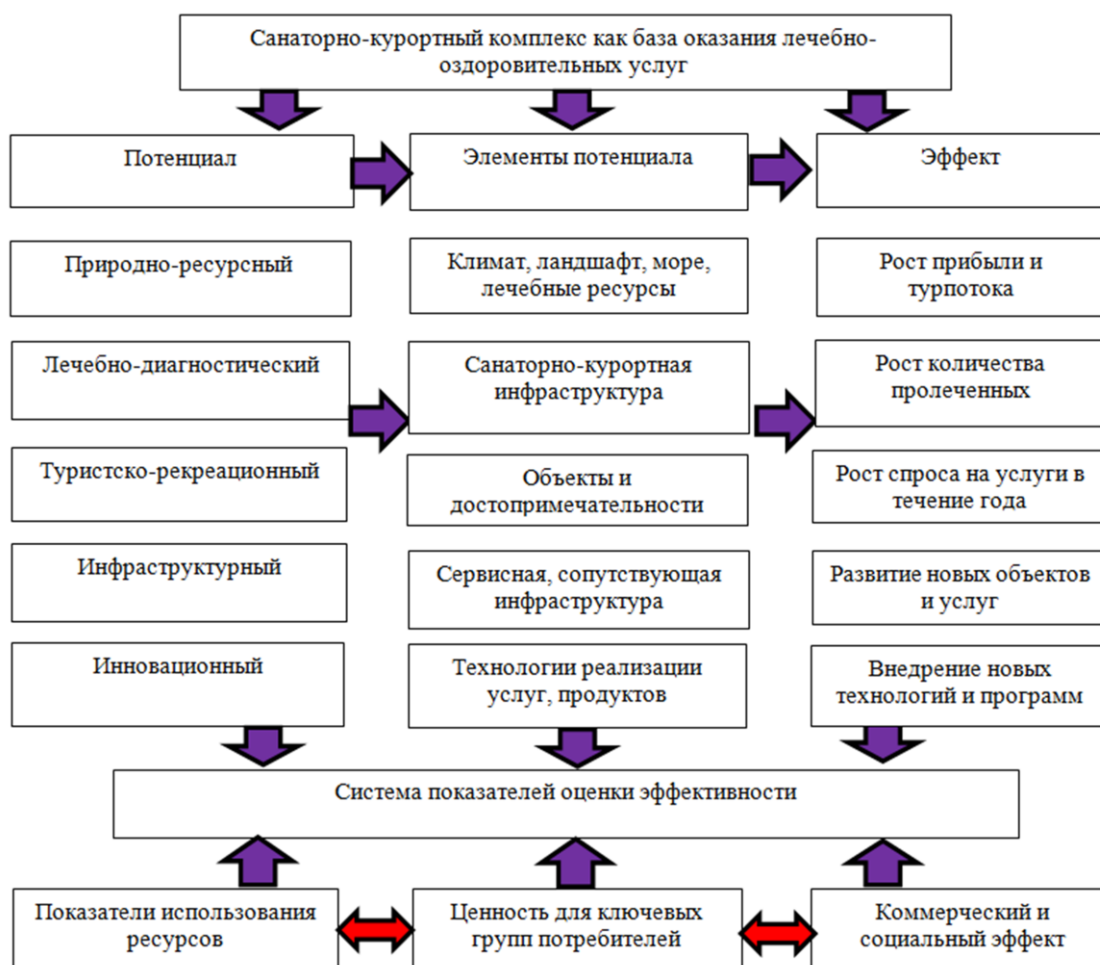 Санаторно-курортный комплекс как база оказания лечебно-
оздоровительных услуг
Потенциал
Элементы потенциала
Эффект
Природно-ресурсный
Климат, ландшафт, море,
лечебные ресурсы
Рост прибыли и
турпотока
Лечебно-диагностический
Санаторно-курортная
инфраструктура
Рост количества
пролеченных
Туристско-рекреационный
Объекты и
достопримечательности
Рост спроса на услуги в
течение года
Инфраструктурный
Сервисная, сопутствующая
инфраструктура
Развитие новых объектов
и услуг
Инновационный
Технологии реализации
услуг, продуктов
Внедрение новых
технологий и программ
Система показателей оценки эффективности
Показатели использования
ресурсов
Ценность для ключевых
групп потребителей
Коммерческий и
социальный эффект